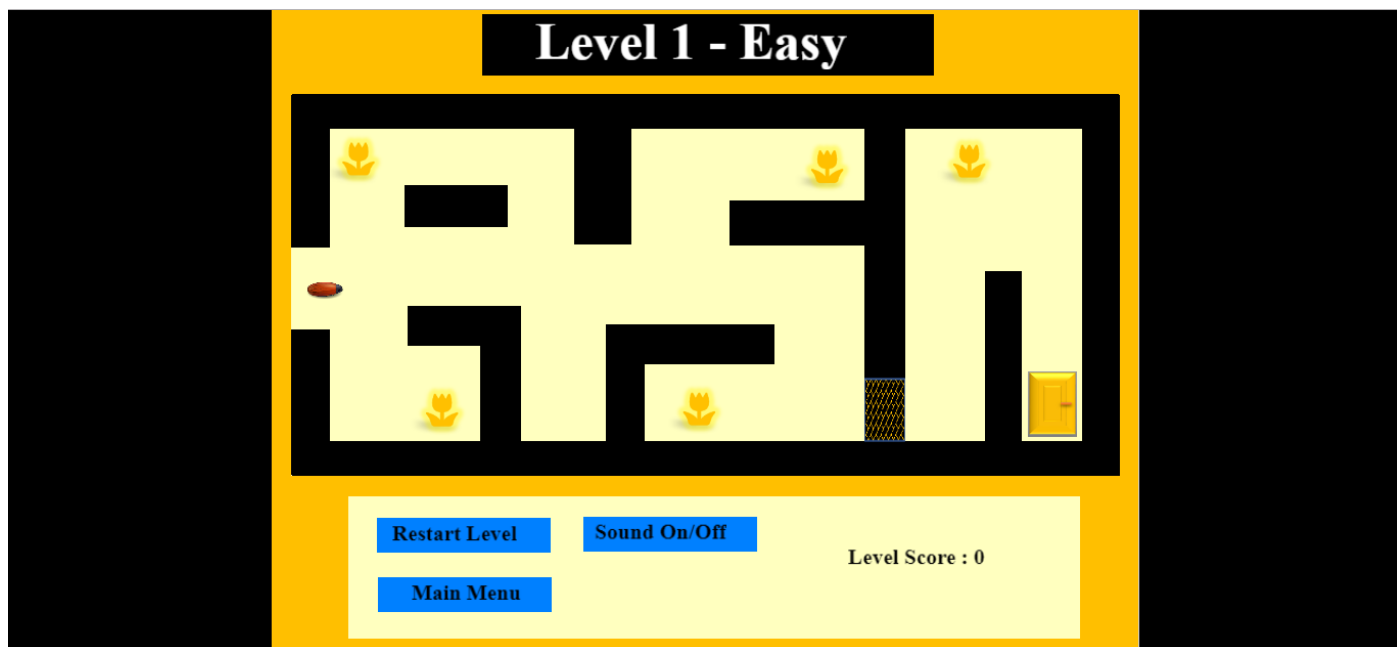 Level 1 - Easy
Restart Level
Sound On/Off
Level Score : 0
Main Menu